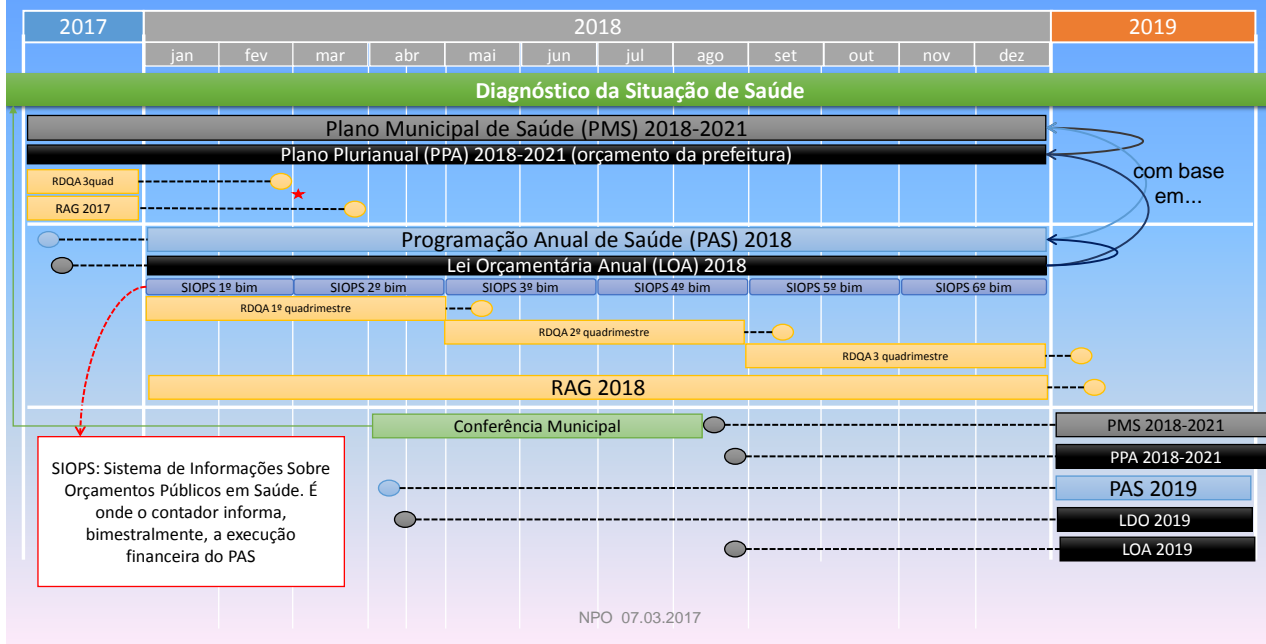 2017
2018
2019
jan fev mar abr mai jun jul ago set out nov dez
Diagnóstico da Situação de Saúde
Plano Municipal de Saúde (PMS) 2018-2021
Plano Plurianual (PPA) 2018-2021 (orçamento da prefeitura)
com base
em...
RDQA 3quad
RAG 2017
Programação Anual de Saúde (PAS) 2018
Lei Orçamentária Anual (LOA) 2018
SIOPS 1º bim SIOPS 2º bim SIOPS 3º bim SIOPS 4º bim SIOPS 5º bim SIOPS 6º bim
RDQA 1º quadrimestre
RDQA 2º quadrimestre
RDQA 3 quadrimestre
RAG 2018
Conferência Municipal
PMS 2018-2021
PPA 2018-2021
PAS 2019
LDO 2019
LOA 2019
SIOPS: Sistema de Informações Sobre
Orçamentos Públicos em Saúde. É
onde o contador informa,
bimestralmente, a execução
financeira do PAS
NPO 07.03.2017